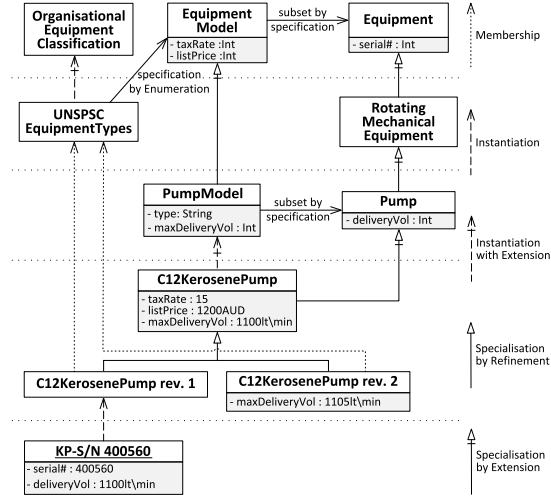 Organisational
Equipment
Classification
Equipment
Model
- taxRate :Int
- listPrice :Int
subset by
specification
Equipment
- serial# : Int
Membership
specification
by Enumeration
UNSPSC
EquipmentTypes
Rotating
Mechanical
Equipment
Instantiation
PumpModel
- type: String
- maxDeliveryVol : Int
subset by
specification
Pump
- deliveryVol : Int
Instantiation
with Extension
C12KerosenePump
- taxRate : 15
- listPrice : 1200AUD
- maxDeliveryVol : 1100lt\min
Specialisation
by Refinement
C12KerosenePump rev. 1
C12KerosenePump rev. 2
- maxDeliveryVol : 1105lt\min
KP-S/N 400560
- serial# : 400560
- deliveryVol : 1100lt\min
Specialisation
by Extension